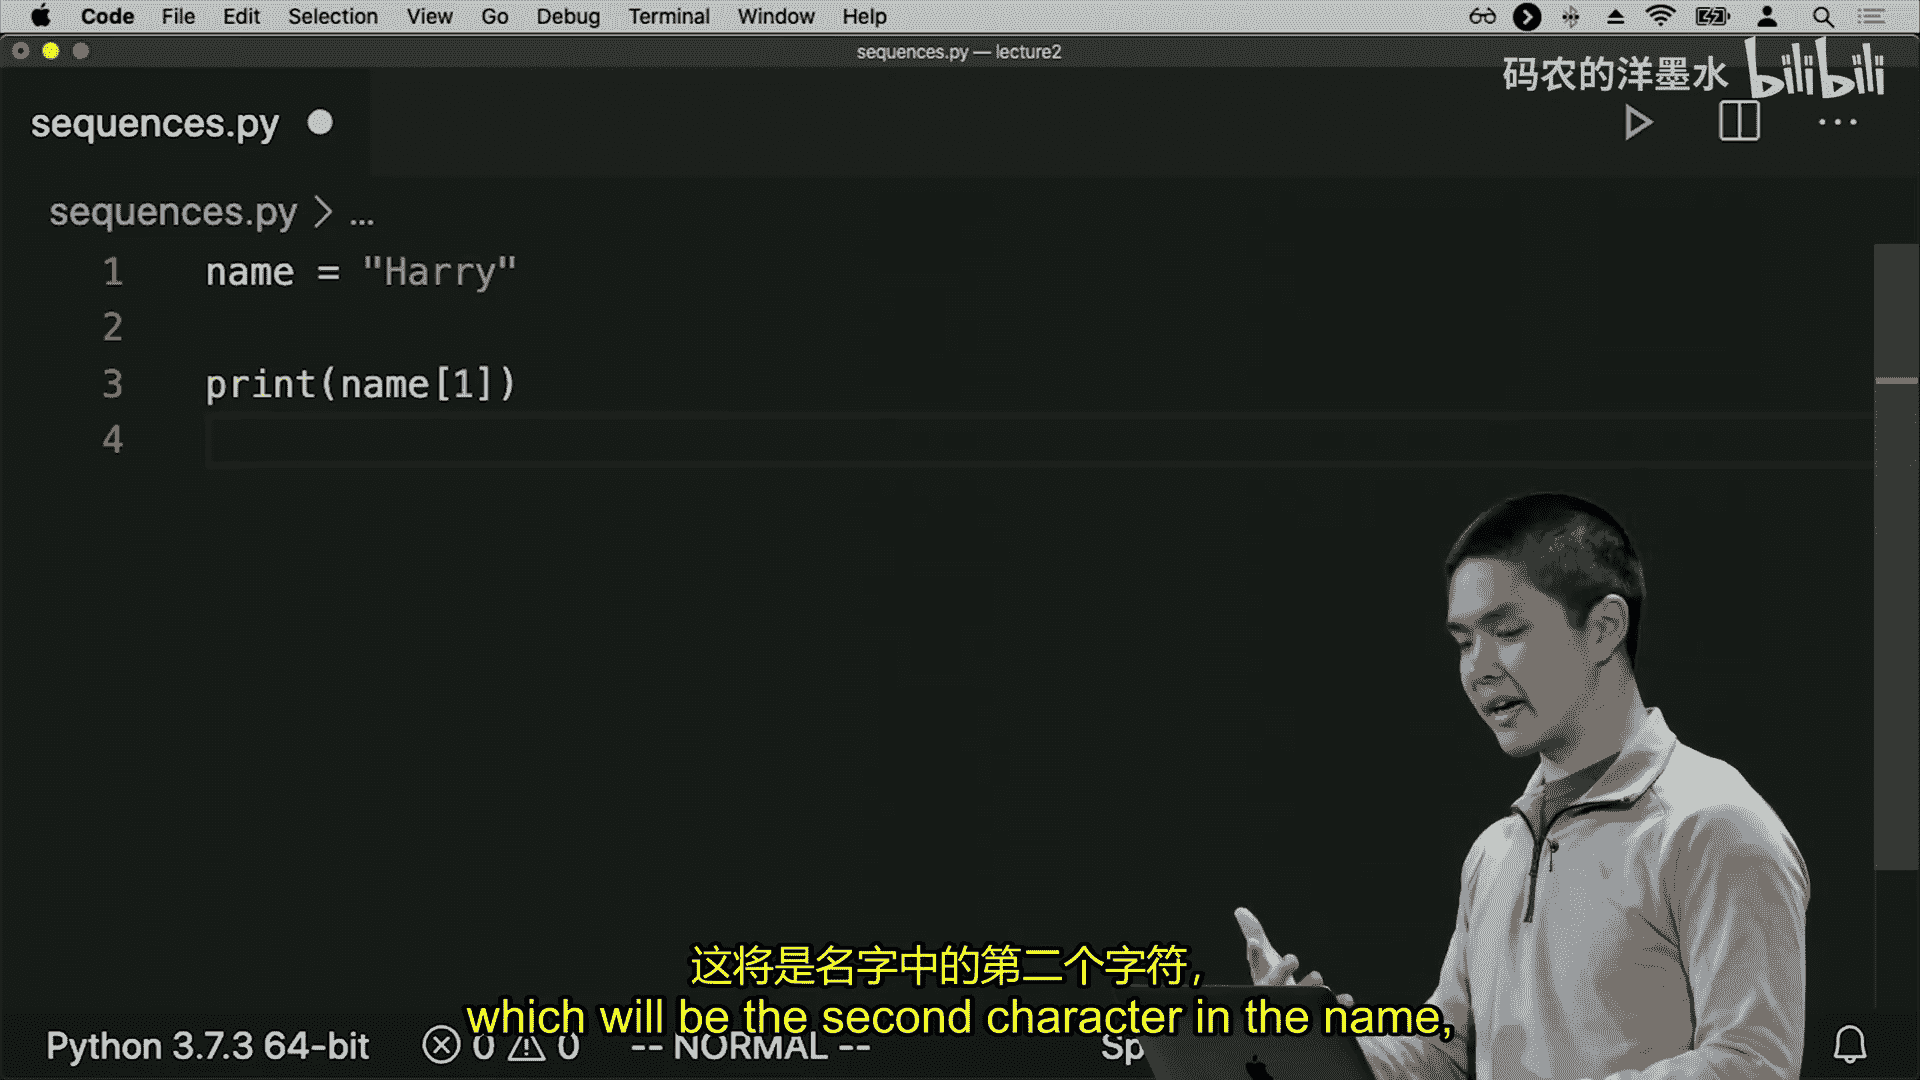 Code File Edit Selection View Go Debug Terminal Window Help
sequences.py — lecture2
码农的洋墨水 bilibili
sequences.py
sequences.py > ...
1 name = "Harry"
2
3 print(name[1])
4
这将是名字中的第二个字符，
which will be the second character in the name,
Python 3.7.3 64-bit 0 0 -- NORMAL -- Sp